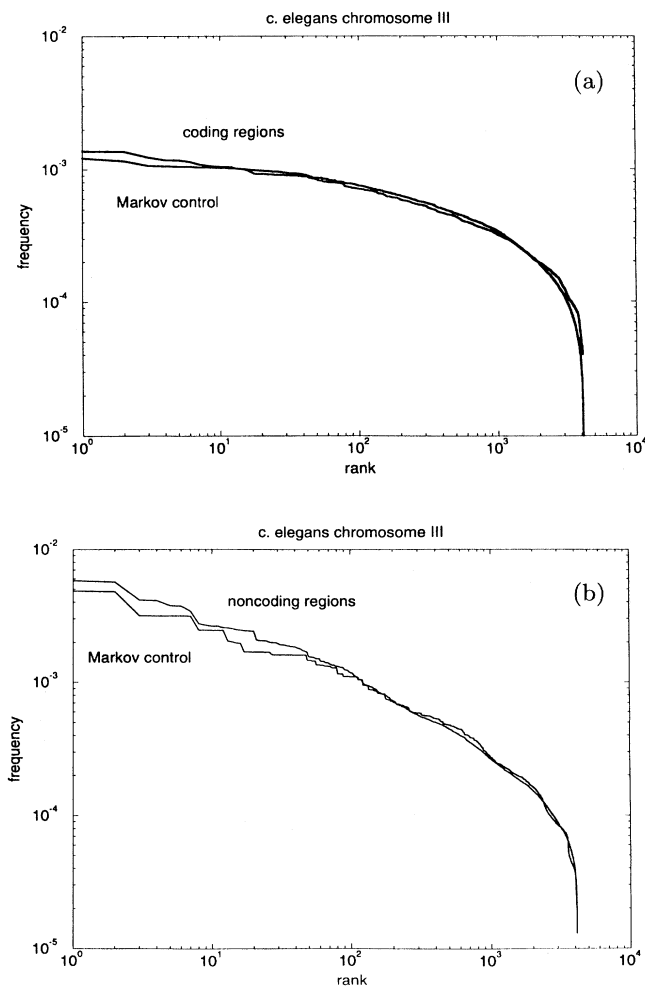 c. elegans chromosome III
10^-2
(a)
coding regions
10^-3
Markov control
frequency
10^-4
10^-5
10^0 10^1 10^2 10^3 10^4
rank
c. elegans chromosome III
10^-2
(b)
noncoding regions
Markov control
10^-3
frequency
10^-4
10^-5
10^0 10^1 10^2 10^3 10^4
rank